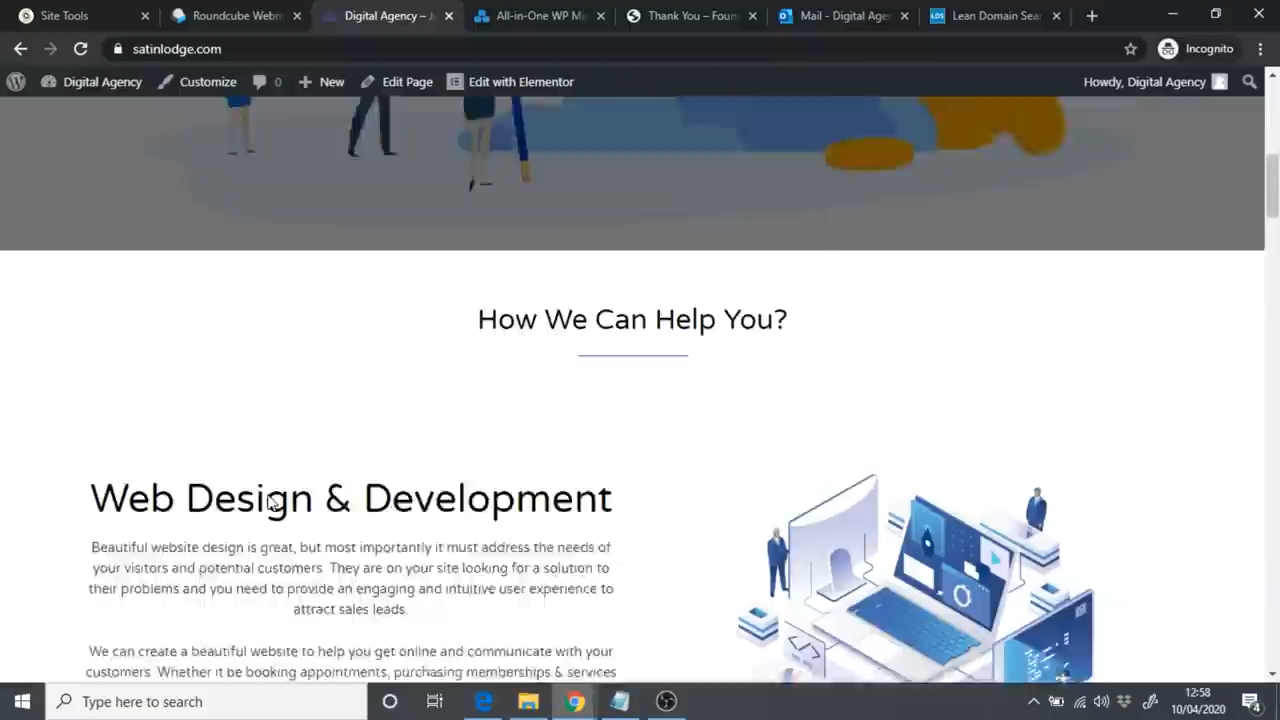 Site Tools
Roundcube Webm
Digital Agency – J
All-in-One WP Mi
Thank You – Foun
Mail - Digital Age
LDS Lean Domain Sea
satinlodge.com
Incognito
Digital Agency
Customize
0
New
Edit Page
Edit with Elementor
Howdy, Digital Agency
How We Can Help You?
Web Design & Development
Beautiful website design is great, but most importantly it must address the needs of
your visitors and potential customers. They are on your site looking for a solution to
their problems and you need to provide an engaging and intuitive user experience to
attract sales leads.
We can create a beautiful website to help you get online and communicate with your
customers. Whether it be booking appointments, purchasing memberships & services
Type here to search
12:58
10/04/2020
4